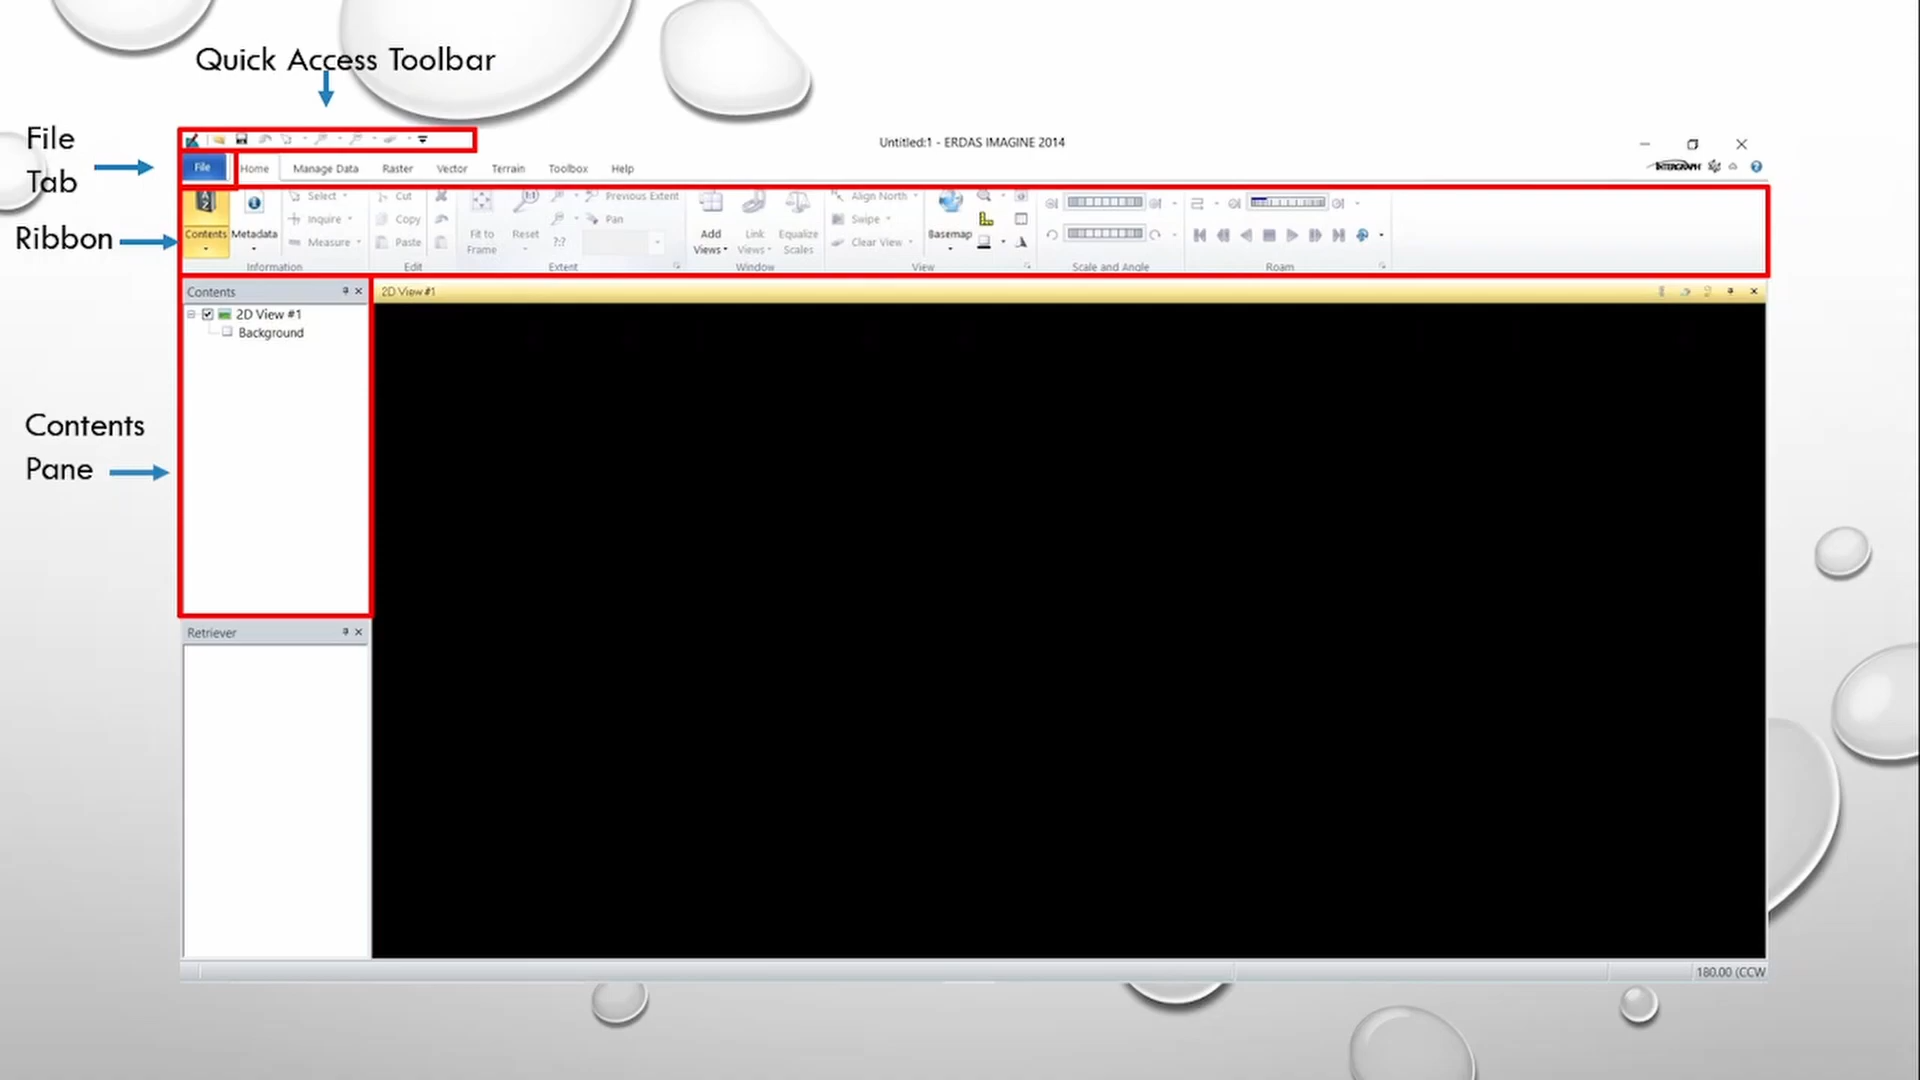 Quick Access Toolbar
File
Tab
Ribbon
Contents
Pane
Untitled:1 - ERDAS IMAGINE 2014
INTERGRAPH
File Home Manage Data Raster Vector Terrain Toolbox Help
Contents
Metadata
Select
Inquire
Measure
Information
Cut
Copy
Paste
Edit
Fit to
Frame
1:1
Reset
?:?
Previous Extent
Pan
Extent
Add
Views
Link
Views
Equalize
Scales
Window
Align North
Swipe
Clear View
Basemap
View
Scale and Angle
Roam
Contents
2D View #1
Background
2D View #1
Retriever
180.00 (CCW